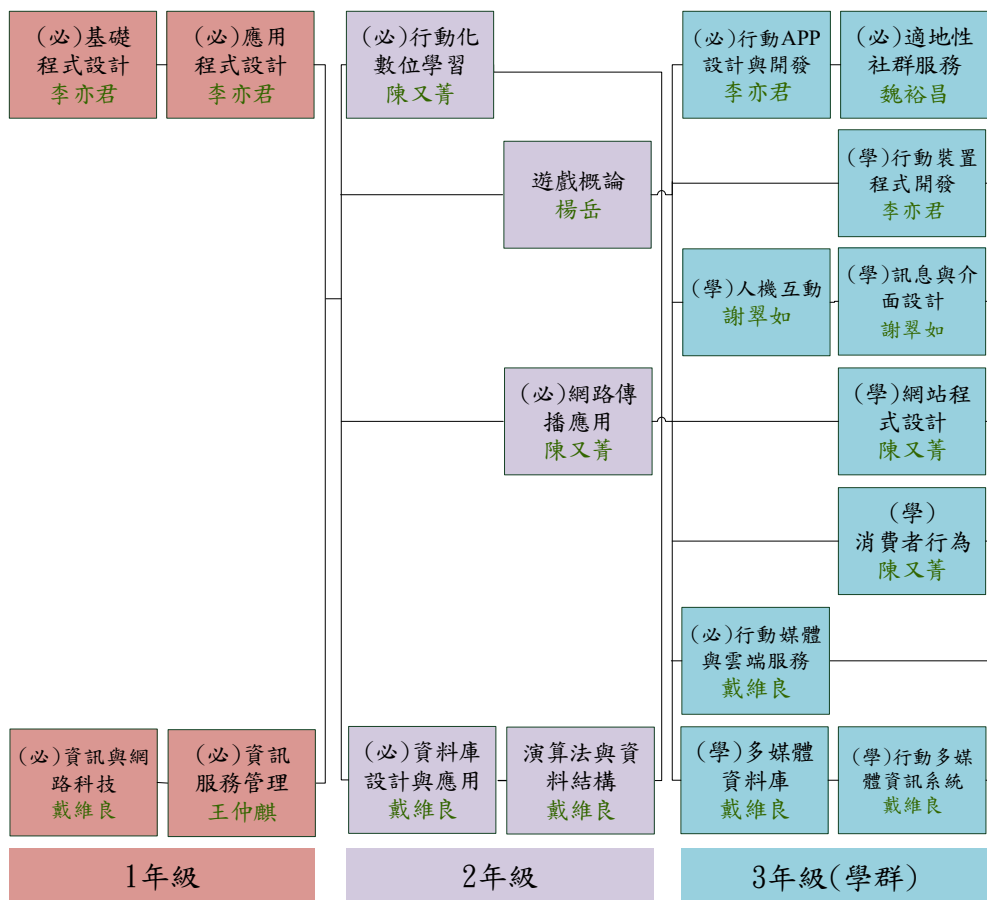 (必)基礎
程式設計
李亦君
(必)應用
程式設計
李亦君
(必)行動化
數位學習
陳又菁
(必)行動APP
設計與開發
李亦君
(必)適地性
社群服務
魏裕昌
遊戲概論
楊岳
(學)行動裝置
程式開發
李亦君
(學)人機互動
謝翠如
(學)訊息與介
面設計
謝翠如
(必)網路傳
播應用
陳又菁
(學)網站程
式設計
陳又菁
(學)
消費者行為
陳又菁
(必)行動媒體
與雲端服務
戴維良
(必)資訊與網
路科技
戴維良
(必)資訊
服務管理
王仲麒
(必)資料庫
設計與應用
戴維良
演算法與資
料結構
戴維良
(學)多媒體
資料庫
戴維良
(學)行動多媒
體資訊系統
戴維良
1年級
2年級
3年級(學群)